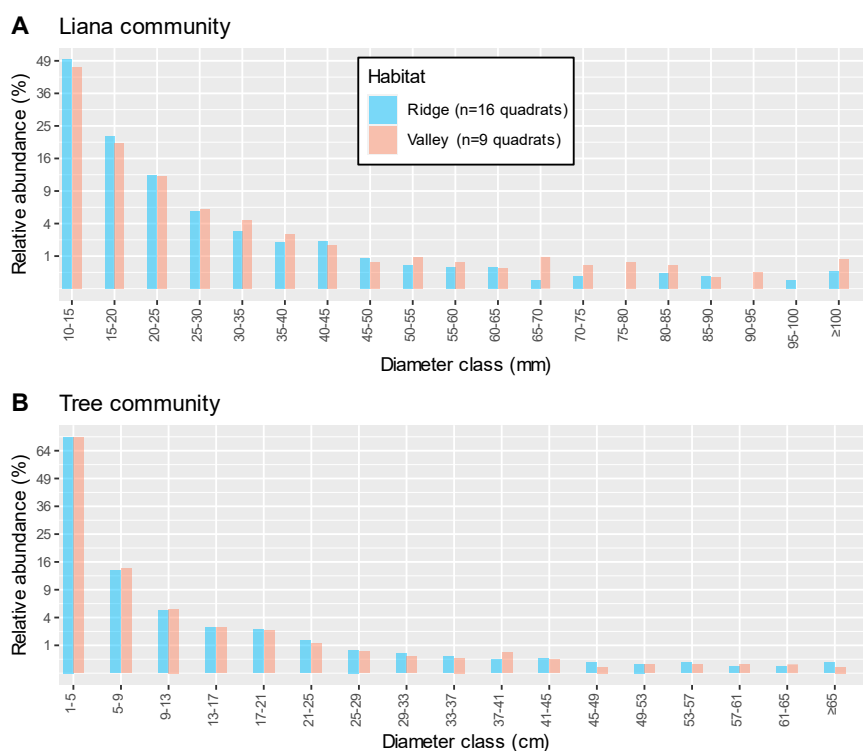 A Liana community
Relative abundance (%)
49
36
25
16
9
4
1
Habitat
Ridge (n=16 quadrats)
Valley (n=9 quadrats)
10-15 15-20 20-25 25-30 30-35 35-40 40-45 45-50 50-55 55-60 60-65 65-70 70-75 75-80 80-85 85-90 90-95 95-100 ≥100
Diameter class (mm)
B Tree community
Relative abundance (%)
64
49
36
25
16
9
4
1
1-5 5-9 9-13 13-17 17-21 21-25 25-29 29-33 33-37 37-41 41-45 45-49 49-53 53-57 57-61 61-65 ≥65
Diameter class (cm)